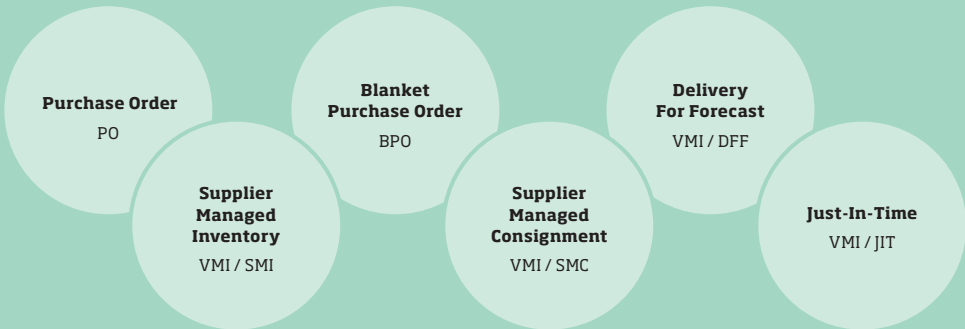 Purchase Order
PO
Supplier
Managed
Inventory
VMI / SMI
Blanket
Purchase Order
BPO
Supplier
Managed
Consignment
VMI / SMC
Delivery
For Forecast
VMI / DFF
Just-In-Time
VMI / JIT